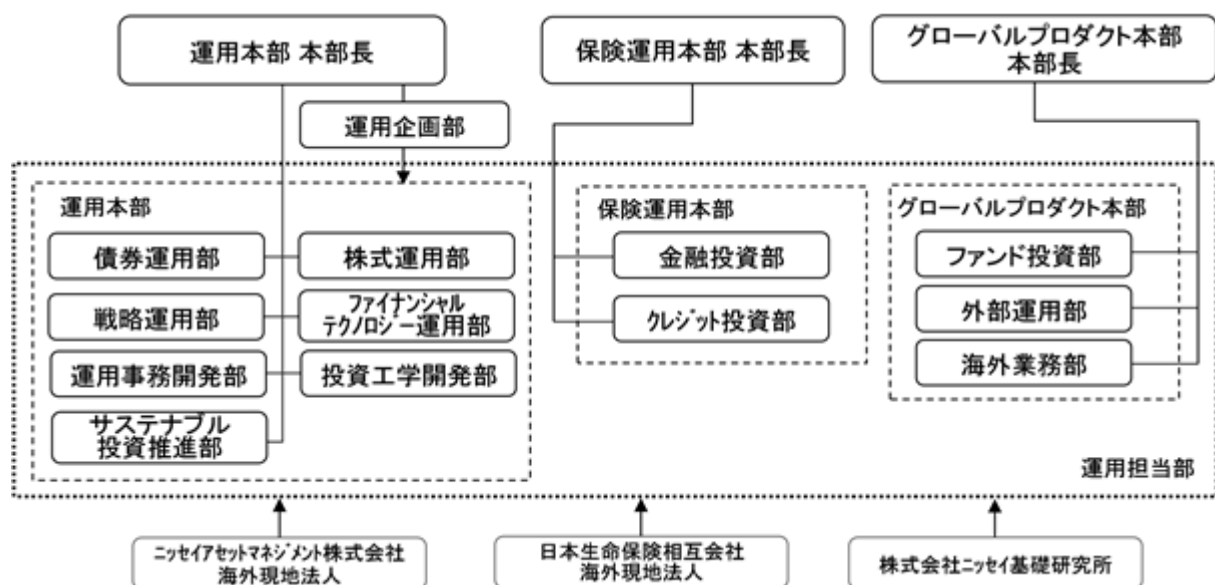 運用本部 本部長
保険運用本部 本部長
グローバルプロダクト本部
本部長
運用企画部
運用本部
債券運用部
株式運用部
戦略運用部
ファイナンシャル
テクノロジー運用部
運用事務開発部
投資工学開発部
サステナブル
投資推進部
保険運用本部
金融投資部
クレジット投資部
グローバルプロダクト本部
ファンド投資部
外部運用部
海外業務部
運用担当部
ニッセイアセットマネジメント株式会社
海外現地法人
日本生命保険相互会社
海外現地法人
株式会社ニッセイ基礎研究所